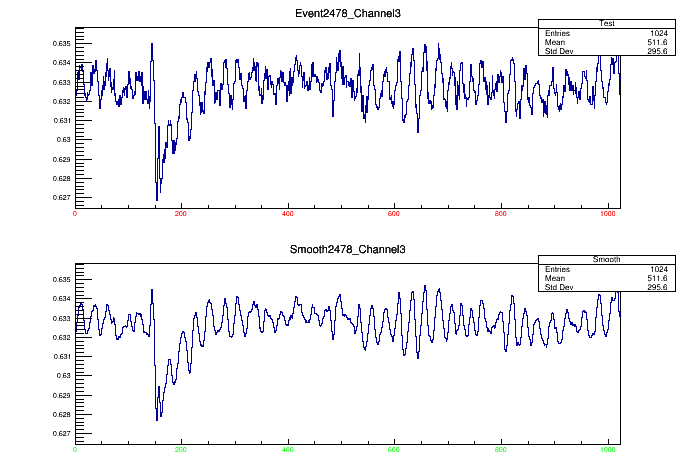 Event2478_Channel3
Test
Entries 1024
Mean 511.6
Std Dev 295.6
0.635
0.634
0.633
0.632
0.631
0.63
0.629
0.628
0.627
0 200 400 600 800 1000
Smooth2478_Channel3
Smooth
Entries 1024
Mean 511.6
Std Dev 295.6
0.635
0.634
0.633
0.632
0.631
0.63
0.629
0.628
0.627
0 200 400 600 800 1000